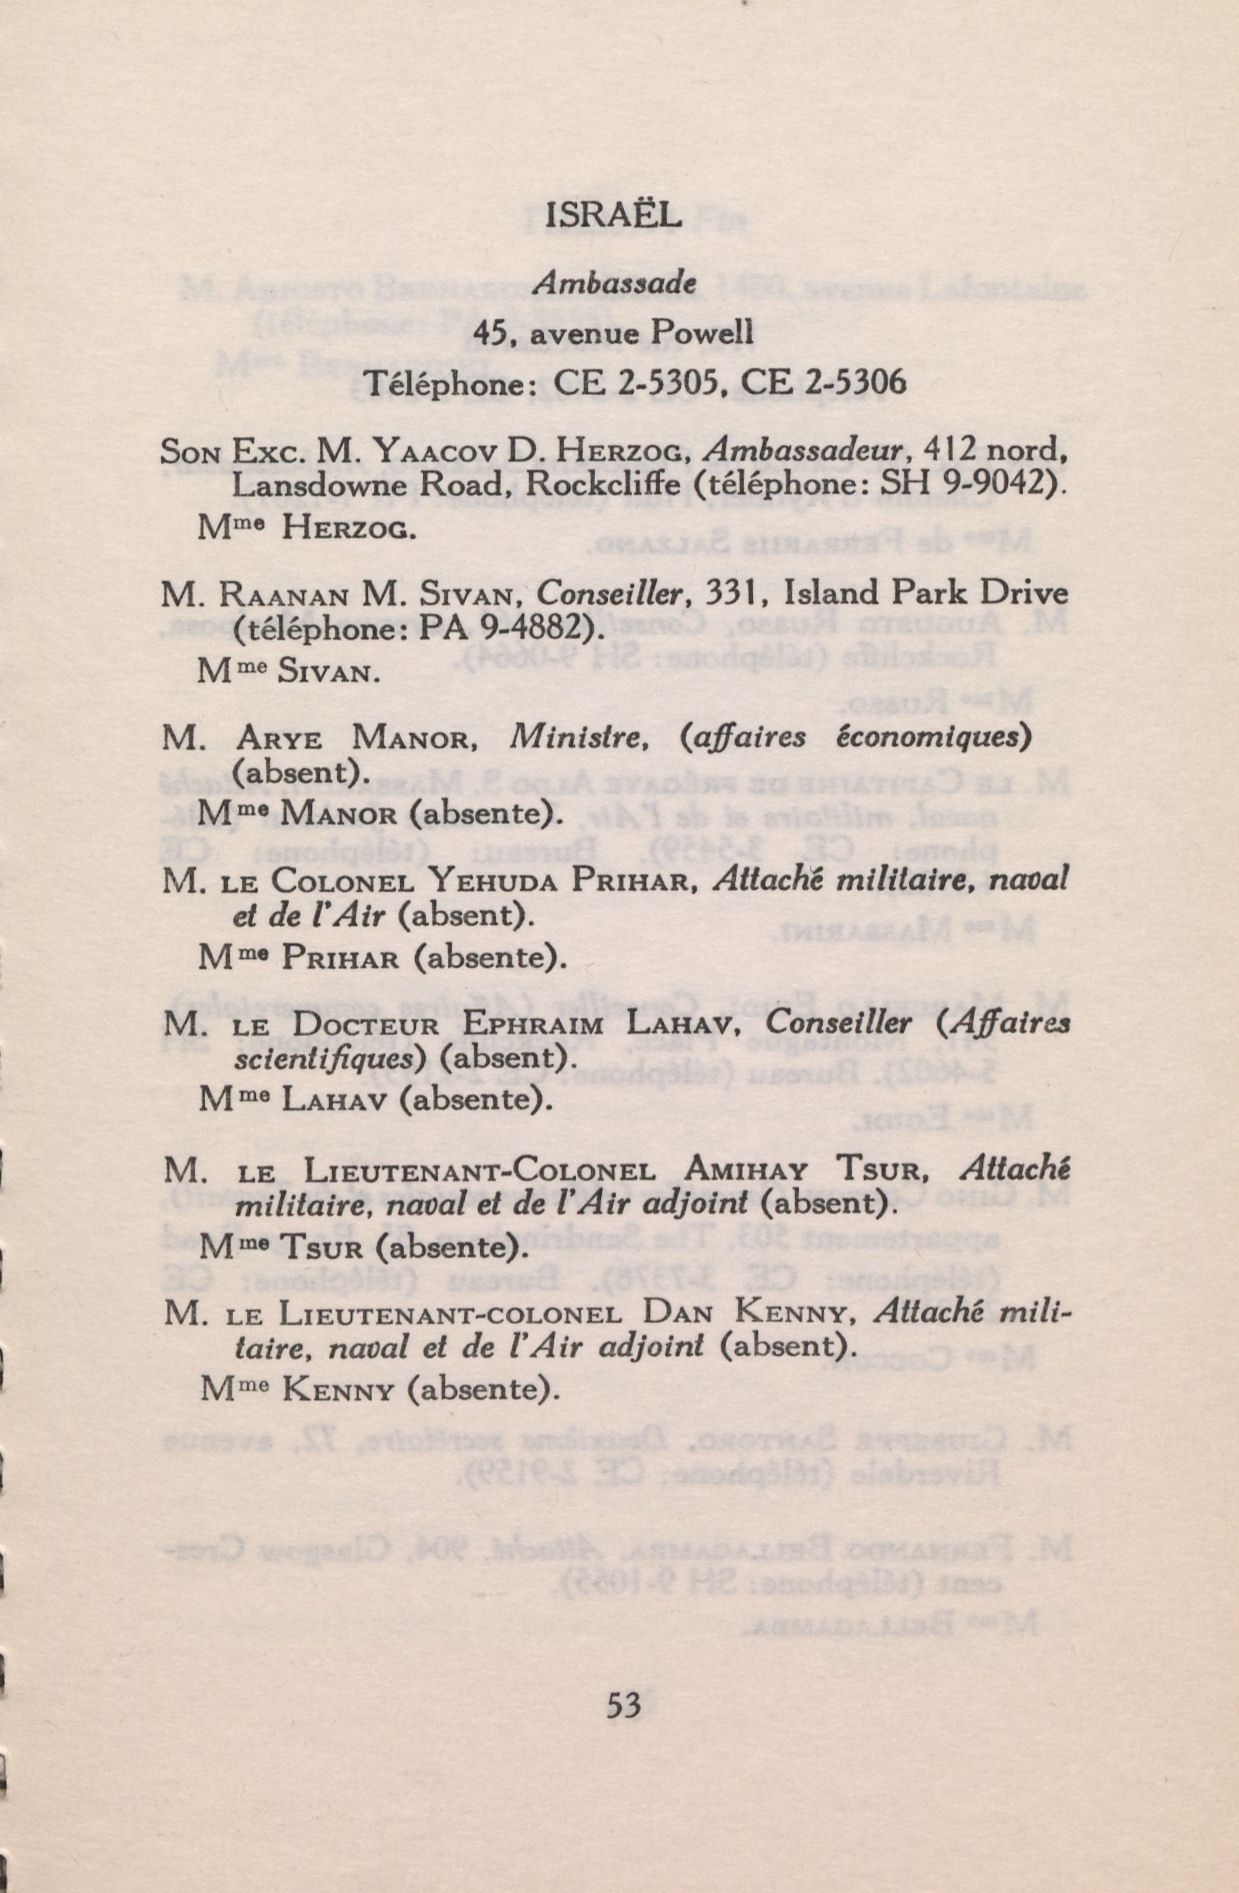 ISRAËL
Ambassade
45, avenue Powell
Téléphone: CE 2-5305, CE 2-5306
SON EXC. M. YAACOV D. HERZOG, Ambassadeur, 412 nord,
Lansdowne Road, Rockcliffe (téléphone: SH 9-9042).
Mme HERZOG.
M. RAANAN M. SIVAN, Conseiller, 331, Island Park Drive
(téléphone: PA 9-4882).
Mme SIVAN.
M. ARYE MANOR, Ministre, (affaires économiques)
(absent).
Mme MANOR (absente).
M. LE COLONEL YEHUDA PRIHAR, Attaché militaire, naval
et de l'Air (absent).
Mme PRIHAR (absente).
M. LE DOCTEUR EPHRAIM LAHAV, Conseiller (Affaires
scientifiques) (absent).
Mme LAHAV (absente).
M. LE LIEUTENANT-COLONEL AMIHAY TSUR, Attaché
militaire, naval et de l'Air adjoint (absent).
Mme TSUR (absente).
M. LE LIEUTENANT-COLONEL DAN KENNY, Attaché mili-
taire, naval et de l'Air adjoint (absent).
Mme KENNY (absente).
53